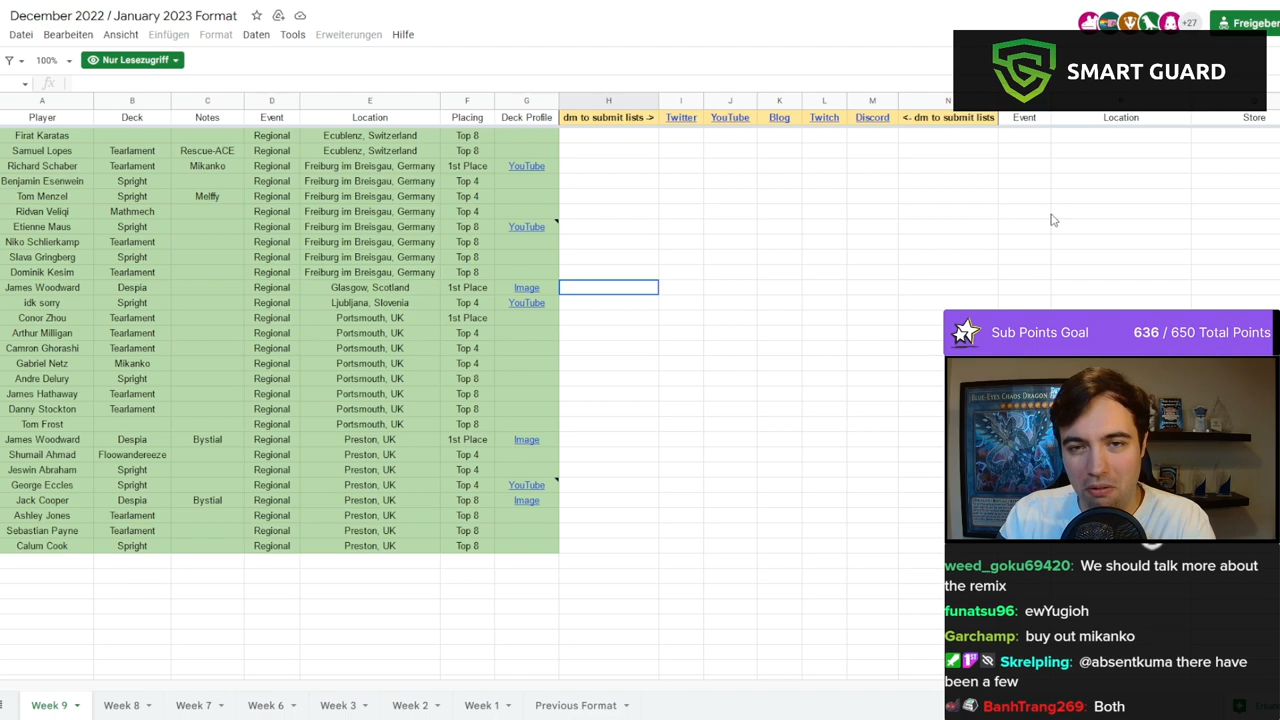 December 2022 / January 2023 Format
+27
Freigeben
Datei Bearbeiten Ansicht Einfügen Format Daten Tools Erweiterungen Hilfe
100% Nur Lesezugriff
SMART GUARD
A B C D E F G H I J K L M N
Player Deck Notes Event Location Placing Deck Profile dm to submit lists -> Twitter YouTube Blog Twitch Discord <- dm to submit lists Event Location Store
Firat Karatas Regional Ecublenz, Switzerland Top 8
Samuel Lopes Tearlament Rescue-ACE Regional Ecublenz, Switzerland Top 8
Richard Schaber Tearlament Mikanko Regional Freiburg im Breisgau, Germany 1st Place YouTube
Benjamin Esenwein Spright Regional Freiburg im Breisgau, Germany Top 4
Tom Menzel Spright Melffy Regional Freiburg im Breisgau, Germany Top 4
Ridvan Veliqi Mathmech Regional Freiburg im Breisgau, Germany Top 4
Etienne Maus Spright Regional Freiburg im Breisgau, Germany Top 8 YouTube
Niko Schlierkamp Tearlament Regional Freiburg im Breisgau, Germany Top 8
Slava Gringberg Spright Regional Freiburg im Breisgau, Germany Top 8
Dominik Kesim Tearlament Regional Freiburg im Breisgau, Germany Top 8
James Woodward Despia Regional Glasgow, Scotland 1st Place Image
idk sorry Spright Regional Ljubljana, Slovenia Top 4 YouTube
Conor Zhou Tearlament Regional Portsmouth, UK 1st Place
Arthur Milligan Tearlament Regional Portsmouth, UK Top 4
Camron Ghorashi Tearlament Regional Portsmouth, UK Top 4
Gabriel Netz Mikanko Regional Portsmouth, UK Top 4
Andre Delury Spright Regional Portsmouth, UK Top 8
James Hathaway Tearlament Regional Portsmouth, UK Top 8
Danny Stockton Tearlament Regional Portsmouth, UK Top 8
Tom Frost Regional Portsmouth, UK Top 8
James Woodward Despia Bystial Regional Preston, UK 1st Place Image
Shumail Ahmad Floowandereeze Regional Preston, UK Top 4
Jeswin Abraham Spright Regional Preston, UK Top 4
George Eccles Spright Regional Preston, UK Top 4 YouTube
Jack Cooper Despia Bystial Regional Preston, UK Top 8 Image
Ashley Jones Tearlament Regional Preston, UK Top 8
Sebastian Payne Tearlament Regional Preston, UK Top 8
Calum Cook Spright Regional Preston, UK Top 8
Sub Points Goal 636 / 650 Total Points
BLUE-EYES CHAOS DRAGON
weed_goku69420: We should talk more about
the remix
funatsu96: ewYugioh
Garchamp: buy out mikanko
Skrelpling: @absentkuma there have
been a few
BanhTrang269: Both
Week 9 Week 8 Week 7 Week 6 Week 3 Week 2 Week 1 Previous Format